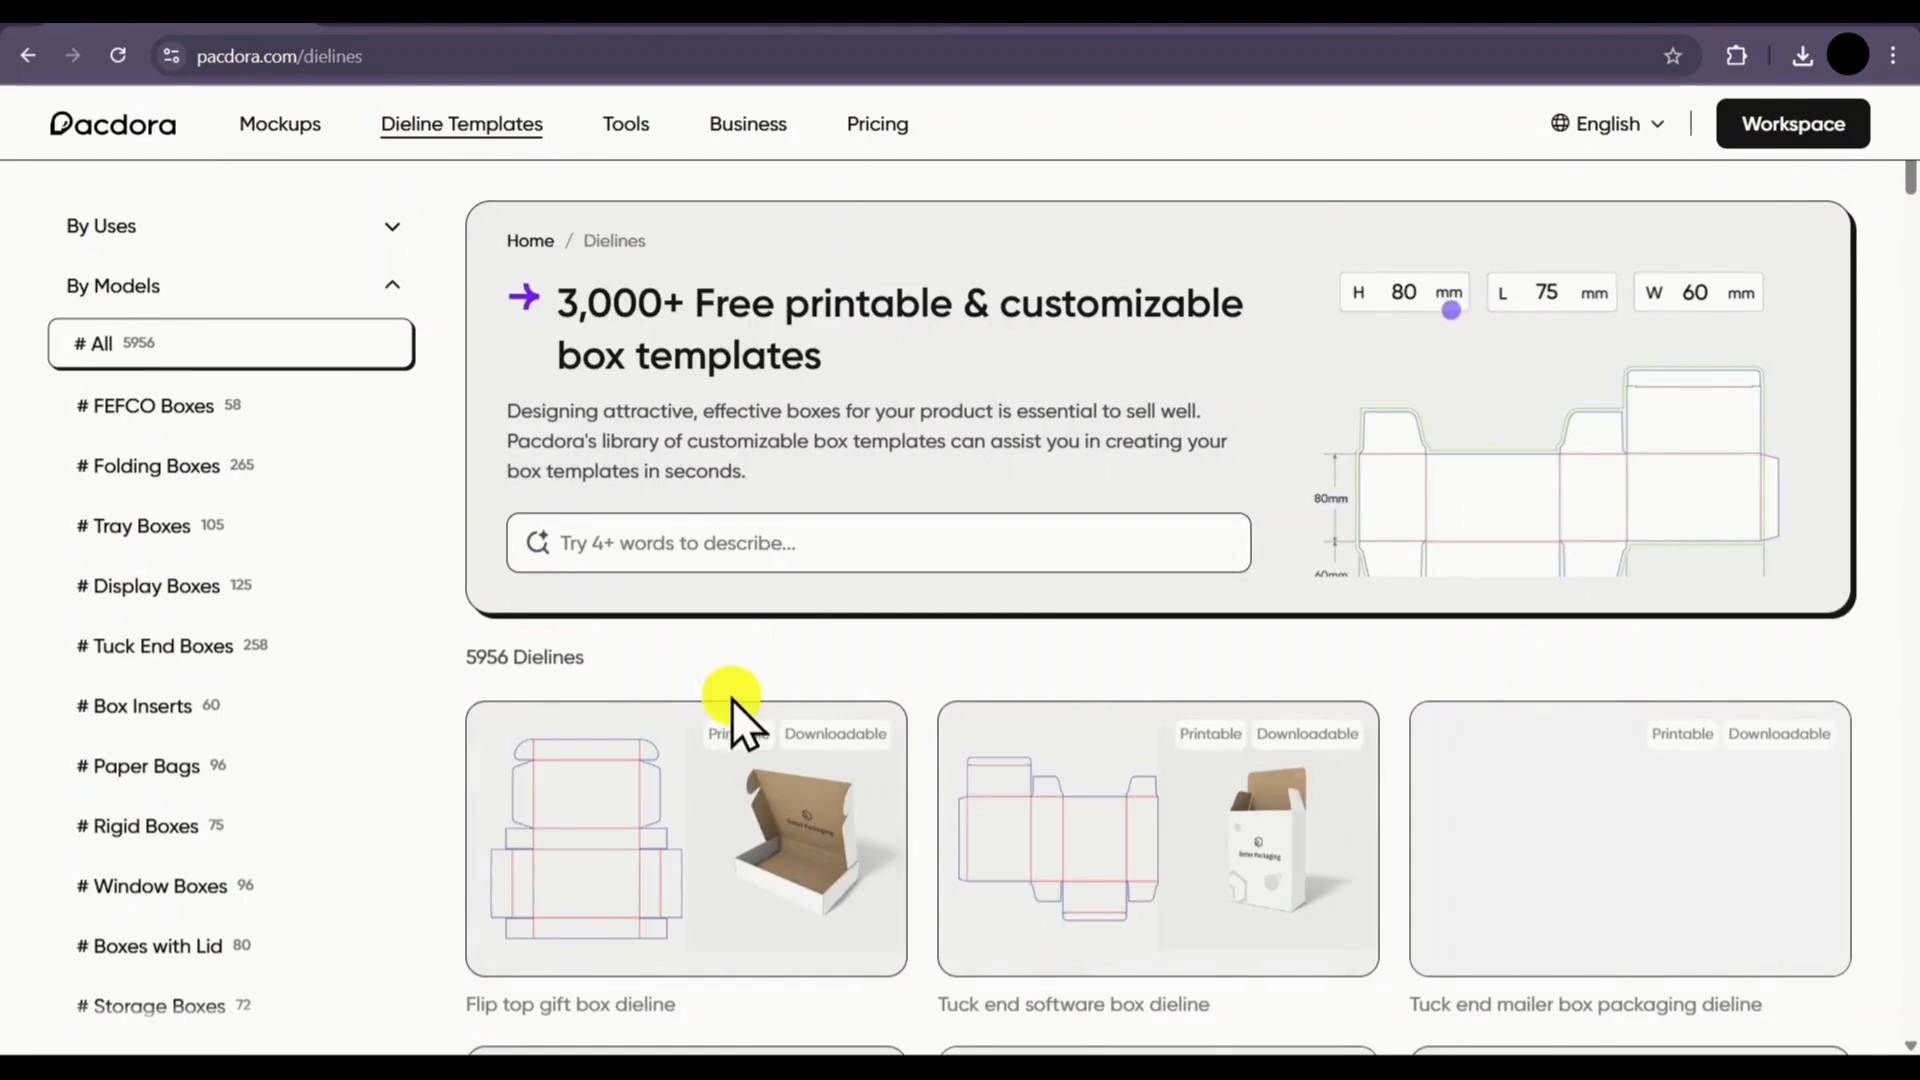 pacdora.com/dielines
Pacdora
Mockups
Dieline Templates
Tools
Business
Pricing
English
Workspace
By Uses
By Models
# All 5956
# FEFCO Boxes 58
# Folding Boxes 265
# Tray Boxes 105
# Display Boxes 125
# Tuck End Boxes 258
# Box Inserts 60
# Paper Bags 96
# Rigid Boxes 75
# Window Boxes 96
# Boxes with Lid 80
# Storage Boxes 72
Home / Dielines
3,000+ Free printable & customizable
box templates
Designing attractive, effective boxes for your product is essential to sell well.
Pacdora's library of customizable box templates can assist you in creating your
box templates in seconds.
Try 4+ words to describe...
H 80 mm
L 75 mm
W 60 mm
80mm
60mm
5956 Dielines
Downloadable
Better Packaging
Flip top gift box dieline
Printable
Downloadable
Better Packaging
Tuck end software box dieline
Printable
Downloadable
Tuck end mailer box packaging dieline